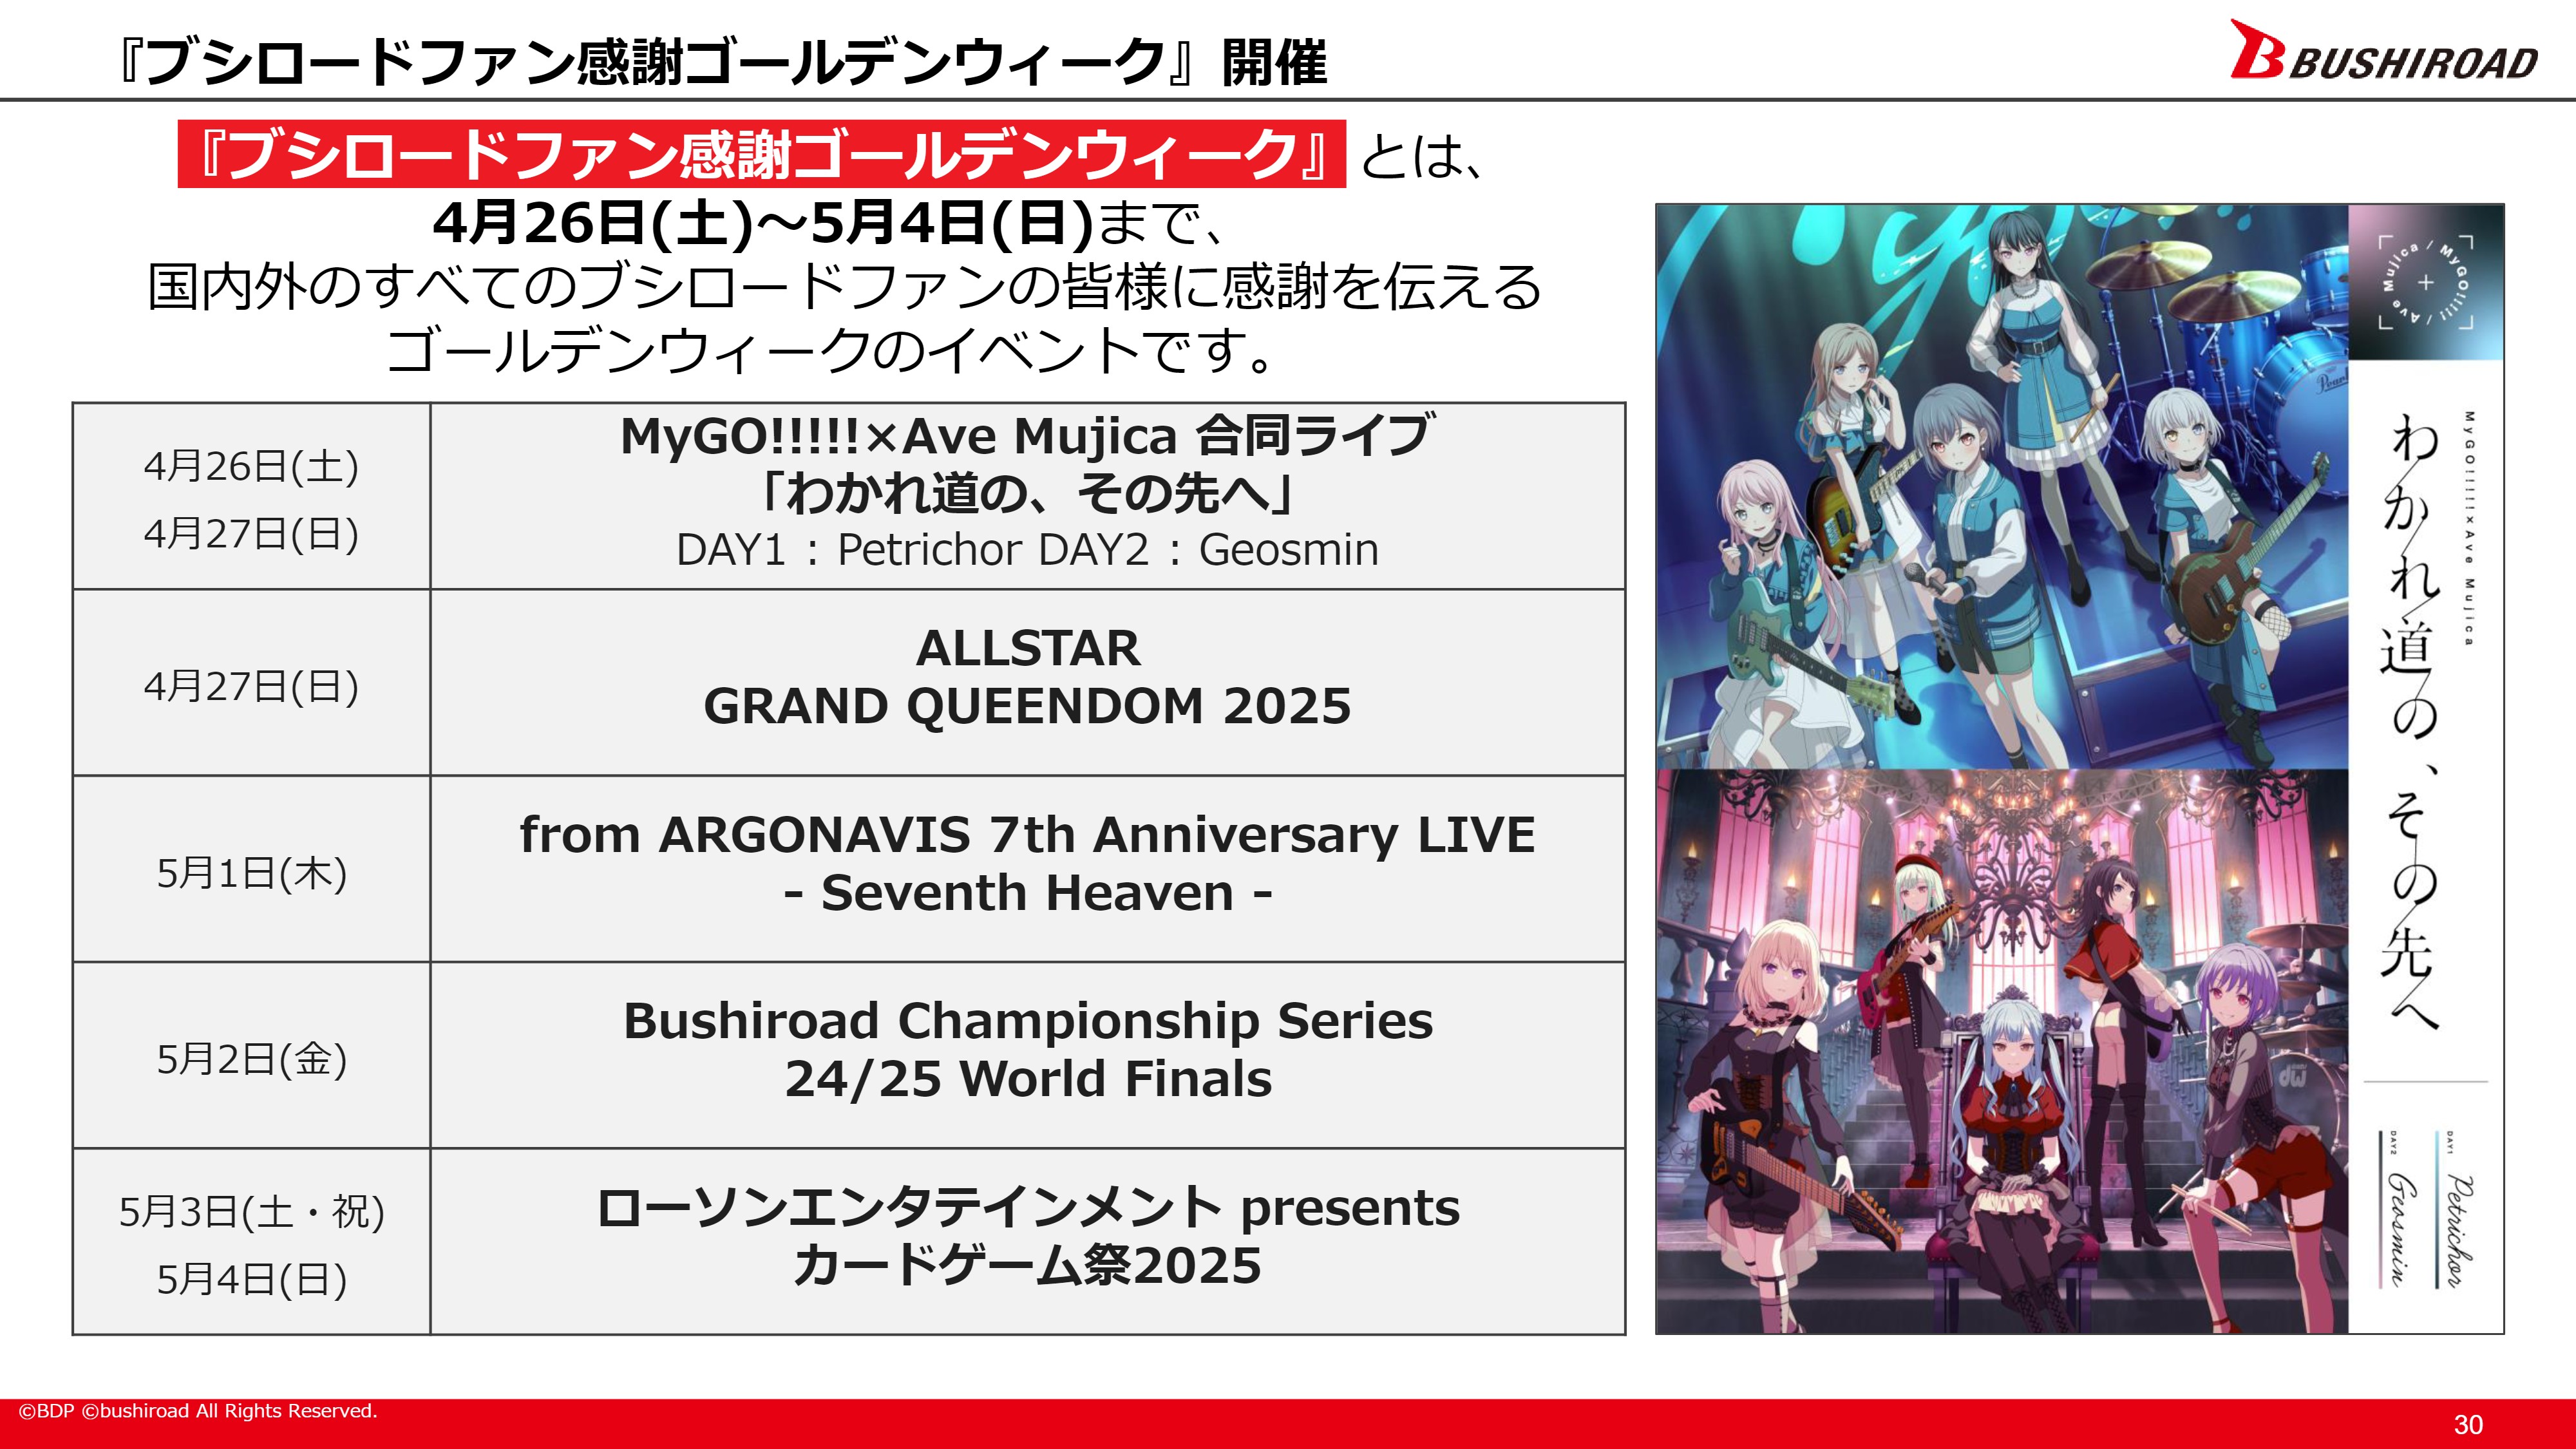 『ブシロードファン感謝ゴールデンウィーク』開催
BUSHIROAD
『ブシロードファン感謝ゴールデンウィーク』とは、
4月26日(土)～5月4日(日)まで、
国内外のすべてのブシロードファンの皆様に感謝を伝える
ゴールデンウィークのイベントです。
4月26日(土)
4月27日(日)
MyGO!!!!!×Ave Mujica 合同ライブ
「わかれ道の、その先へ」
DAY1：Petrichor DAY2：Geosmin
4月27日(日)
ALLSTAR
GRAND QUEENDOM 2025
5月1日(木)
from ARGONAVIS 7th Anniversary LIVE
- Seventh Heaven -
5月2日(金)
Bushiroad Championship Series
24/25 World Finals
5月3日(土・祝)
5月4日(日)
ローソンエンタテインメント presents
カードゲーム祭2025
MyGO!!!!! / Ave Mujica /
+
MyGO!!!!!×Ave Mujica
わかれ道の、その先へ
DAY1 Petrichor
DAY2 Geosmin
Pearl
dw
©BDP ©bushiroad All Rights Reserved.
30